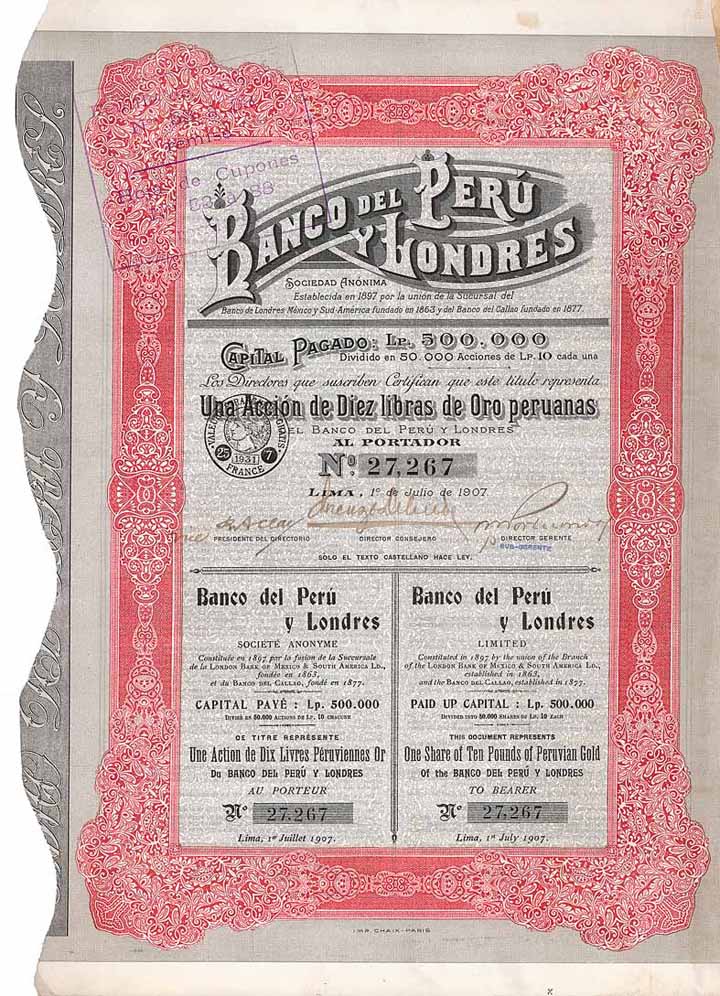 Remisa
Hoja de Cupones
BANCO DEL PERÚ
Y LONDRES
SOCIEDAD ANÓNIMA
Establecida en 1897 por la unión de la Sucursal del
Banco de Londres México y Sud-América fundado en 1863 y del Banco del Callao fundado en 1877.
CAPITAL PAGADO: LP. 500.000
Dividido en 50 000 Acciones de LP. 10 cada una
Los Directores que suscriben Certifican que este título representa
Una Acción de Diez libras de Oro peruanas
EL BANCO DEL PERÚ Y LONDRES
AL PORTADOR
Nº 27,267
LIMA, 1º de Julio de 1907
25 1931 7
FRANCE
PRESIDENTE DEL DIRECTORIO DIRECTOR CONSEJERO DIRECTOR GERENTE
SUB-GERENTE
SOLO EL TEXTO CASTELLANO HACE LEY.
Banco del Perú
y Londres
SOCIETÉ ANONYME
Constituée en 1897 par la fusion de la Succursale
de la LONDON BANK OF MEXICO & SOUTH AMERICA LD.,
fondée en 1863,
et du BANCO DEL CALLAO, fondé en 1877.
CAPITAL PAYÉ : Lp. 500.000
DIVISÉ EN 50.000 ACTIONS DE LP. 10 CHACUNE
CE TITRE REPRÉSENTE
Une Action de Dix Livres Péruviennes Or
DU BANCO DEL PERÚ Y LONDRES
AU PORTEUR
Nº 27,267
Lima, 1er Juillet 1907.
Banco del Perú
y Londres
LIMITED
Constituted in 1897 by the union of the Branch
of the LONDON BANK OF MEXICO & SOUTH AMERICA LD.,
established in 1863,
and the BANCO DEL CALLAO, established in 1877.
PAID UP CAPITAL : Lp. 500.000
DIVIDED INTO 50.000 SHARES OF LP. 10 EACH
THIS DOCUMENT REPRESENTS
One Share of Ten Pounds of Peruvian Gold
Of the BANCO DEL PERÚ Y LONDRES
TO BEARER
Nº 27,267
Lima, 1st July 1907.
IMP. CHAIX-PARIS